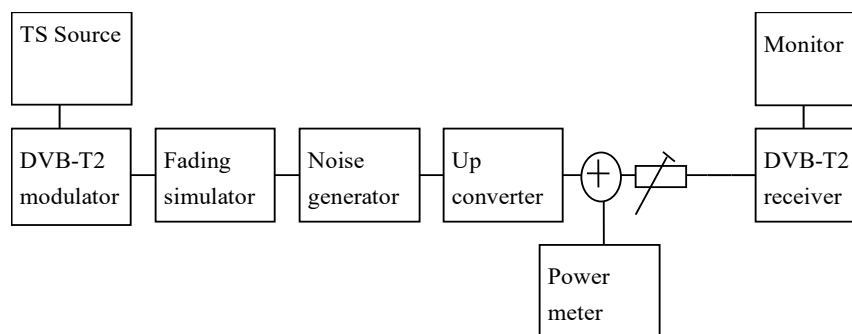 TS Source
Monitor
DVB-T2
modulator
Fading
simulator
Noise
generator
Up
converter
DVB-T2
receiver
Power
meter